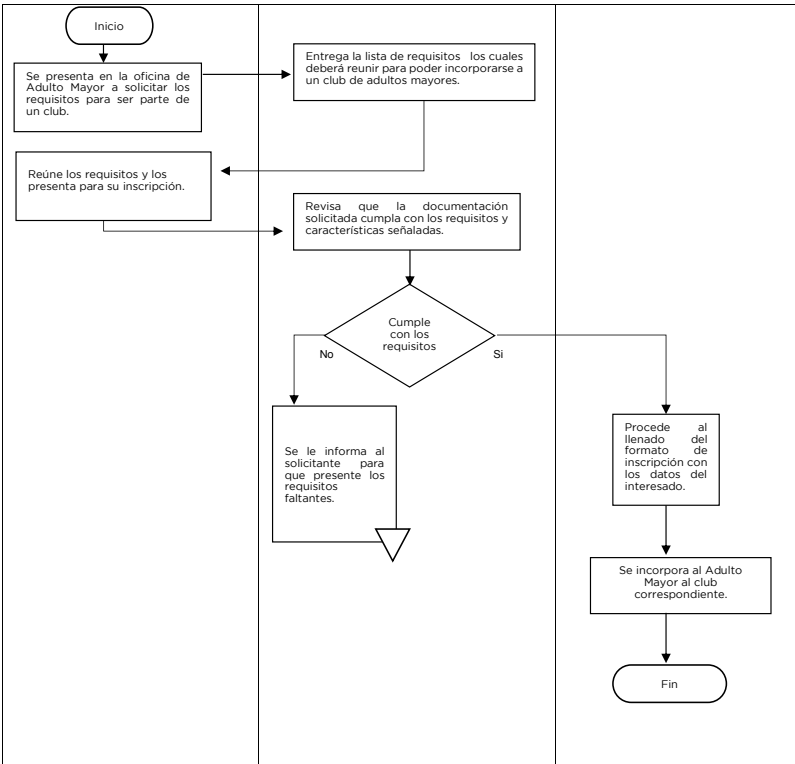 Inicio
Se presenta en la oficina de
Adulto Mayor a solicitar los
requisitos para ser parte de
un club.
Entrega la lista de requisitos los cuales
deberá reunir para poder incorporarse a
un club de adultos mayores.
Reúne los requisitos y los
presenta para su inscripción.
Revisa que la documentación
solicitada cumpla con los requisitos y
características señaladas.
Cumple
con los
requisitos
No
Si
Se le informa al
solicitante para
que presente los
requisitos
faltantes.
Procede al
llenado del
formato de
inscripción con
los datos del
interesado.
Se incorpora al Adulto
Mayor al club
correspondiente.
Fin